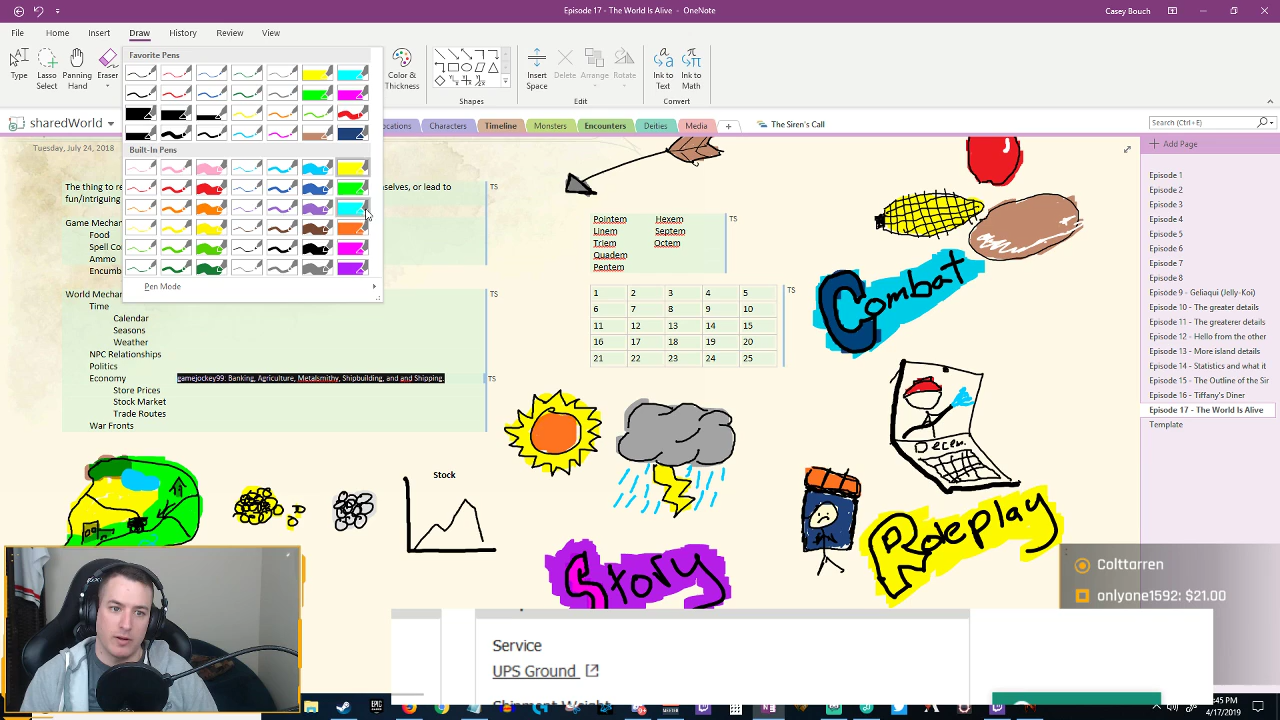 Episode 17 - The World Is Alive - OneNote
Casey Bouch
File Home Insert Draw History Review View
Favorite Pens
Built-In Pens
Pen Mode
Type
Lasso Select
Panning Hand
Eraser
Color & Thickness
Shapes
Insert Space
Delete
Arrange
Rotate
Edit
Ink to Text
Ink to Math
Convert
sharedWorld
Characters Timeline Monsters Encounters Deities Media
The Siren's Call
Search (Ctrl+E)
Tuesday, July 24, 2018
Add Page
Episode 1
Episode 2
Episode 3
Episode 4
Episode 5
Episode 6
Episode 7
Episode 8
Episode 9 - Geliaqui (Jelly-Koi)
Episode 10 - The greater details
Episode 11 - The greaterer details
Episode 12 - Hello from the other
Episode 13 - More island details
Episode 14 - Statistics and what it
Episode 15 - The Outline of the Sir
Episode 16 - Tiffany's Diner
Episode 17 - The World Is Alive
Template
The thing to re
selves, or lead to
TS
fun/intriguing
Game Mechan
Food
Spell Co
Ammo
Encumb
World Mechan
TS
Time
Calendar
Seasons
Weather
NPC Relationships
Politics
Economy
gamejockey99: Banking, Agriculture, Metalsmithy, Shipbuilding, and and Shipping.
TS
Store Prices
Stock Market
Trade Routes
War Fronts
Pointem Hexem
TS
Linem Septem
Triem Octem
Quadem
Pentem
1 2 3 4 5
TS
6 7 8 9 10
11 12 13 14 15
16 17 18 19 20
21 22 23 24 25
Combat
Decem.
Stock
Roleplay
Story
Colttarren
onlyone1592: $21.00
Service
UPS Ground
Shipment Weight
EPIC
:45 PM
4/17/2019